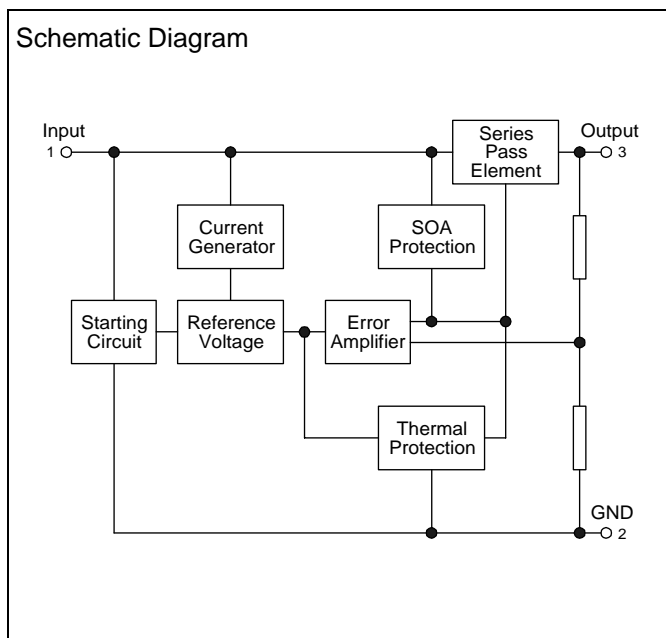 Schematic Diagram
Input
1
Series
Pass
Element
Output
3
Current
Generator
SOA
Protection
Starting
Circuit
Reference
Voltage
Error
Amplifier
Thermal
Protection
GND
2